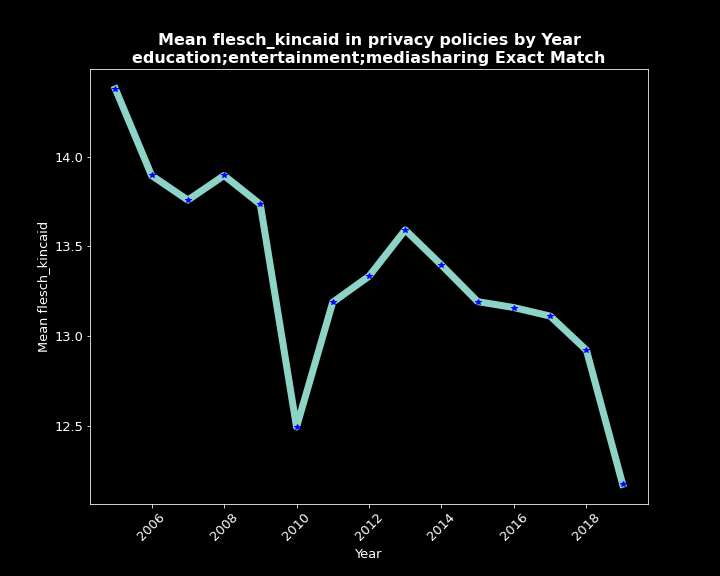 Mean flesch_kincaid in privacy policies by Year
education;entertainment;mediasharing Exact Match
Mean flesch_kincaid
14.0
13.5
13.0
12.5
2006
2008
2010
2012
2014
2016
2018
Year